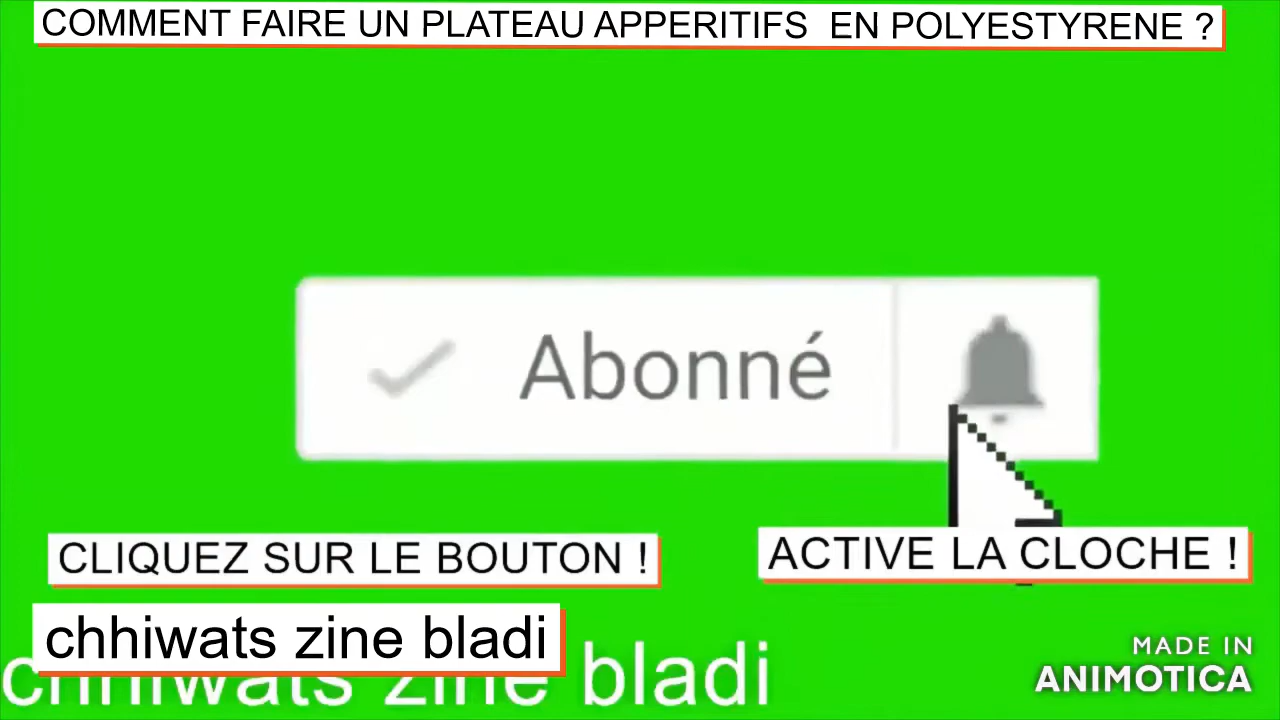 COMMENT FAIRE UN PLATEAU APPERITIFS EN POLYESTYRENE ?
Abonné
CLIQUEZ SUR LE BOUTON !
ACTIVE LA CLOCHE !
chhiwats zine bladi
chhiwats zine bladi
MADE IN
ANIMOTICA